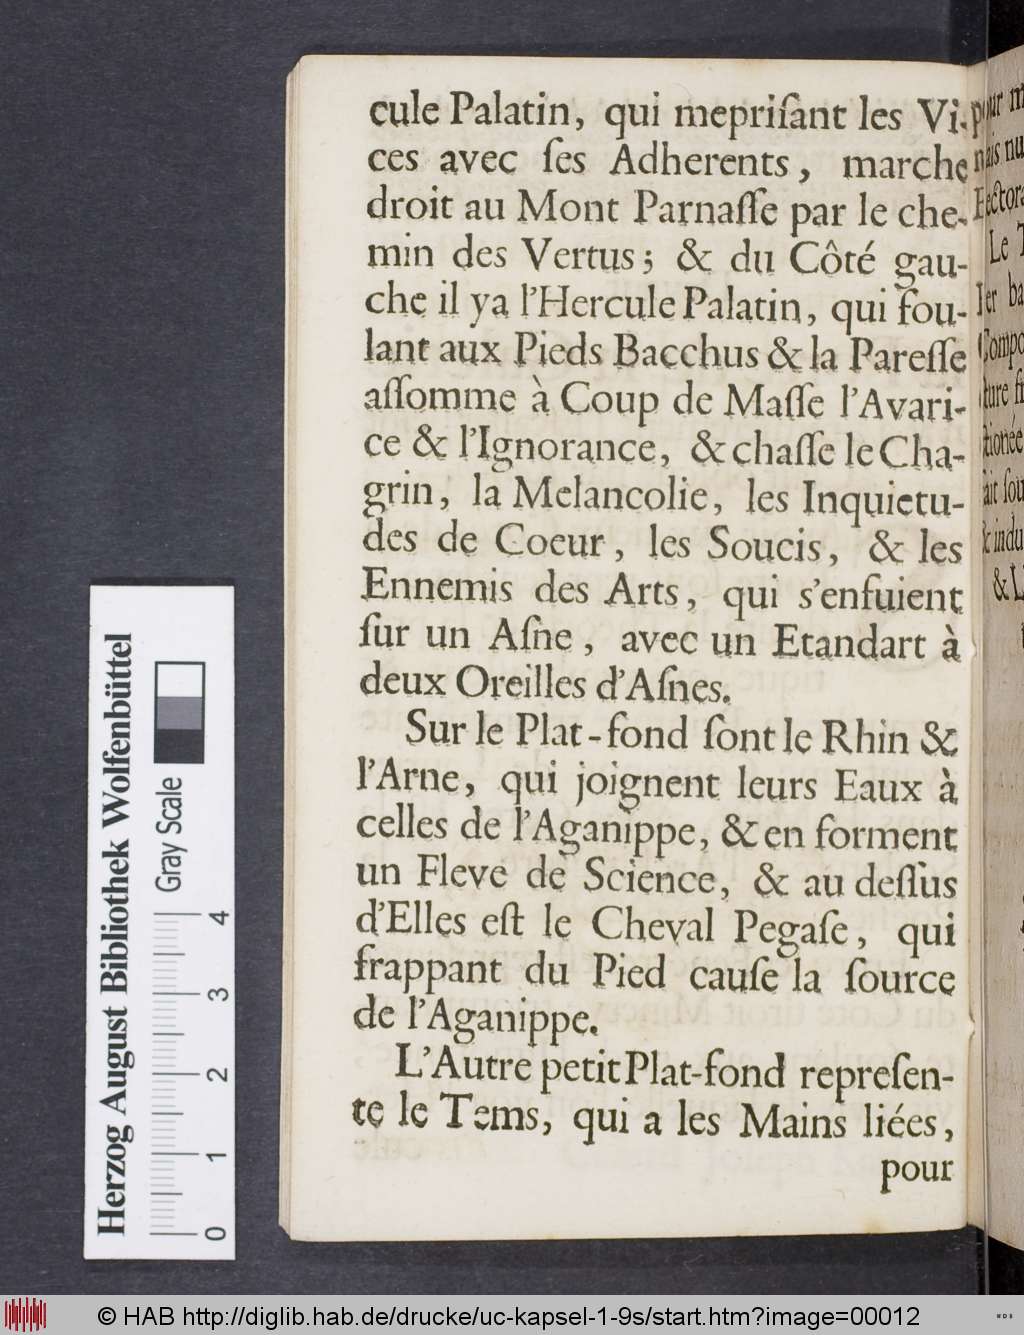 cule Palatin, qui mepriſant les Vi-
ces avec ſes Adherents, marche
droit au Mont Parnaſſe par le che-
min des Vertus; & du Côté gau-
che il ya l'Hercule Palatin, qui fou-
lant aux Pieds Bacchus & la Pareſſe
aſſomme à Coup de Maſſe l'Avari-
ce & l'Ignorance, & chaſſe le Cha-
grin, la Melancolie, les Inquietu-
des de Coeur, les Soucis, & les
Ennemis des Arts, qui s'enfuient
ſur un Aſne, avec un Etandart à
deux Oreilles d'Aſnes.
Sur le Plat-fond ſont le Rhin &
l'Arne, qui joignent leurs Eaux à
celles de l'Aganippe, & en forment
un Fleve de Science, & au deſſus
d'Elles eſt le Cheval Pegaſe, qui
frappant du Pied cauſe la ſource
de l'Aganippe.
L'Autre petit Plat-fond repreſen-
te le Tems, qui a les Mains liées,
pour
Herzog August Bibliothek Wolfenbüttel
Gray Scale
0 1 2 3 4
© HAB http://diglib.hab.de/drucke/uc-kapsel-1-9s/start.htm?image=00012